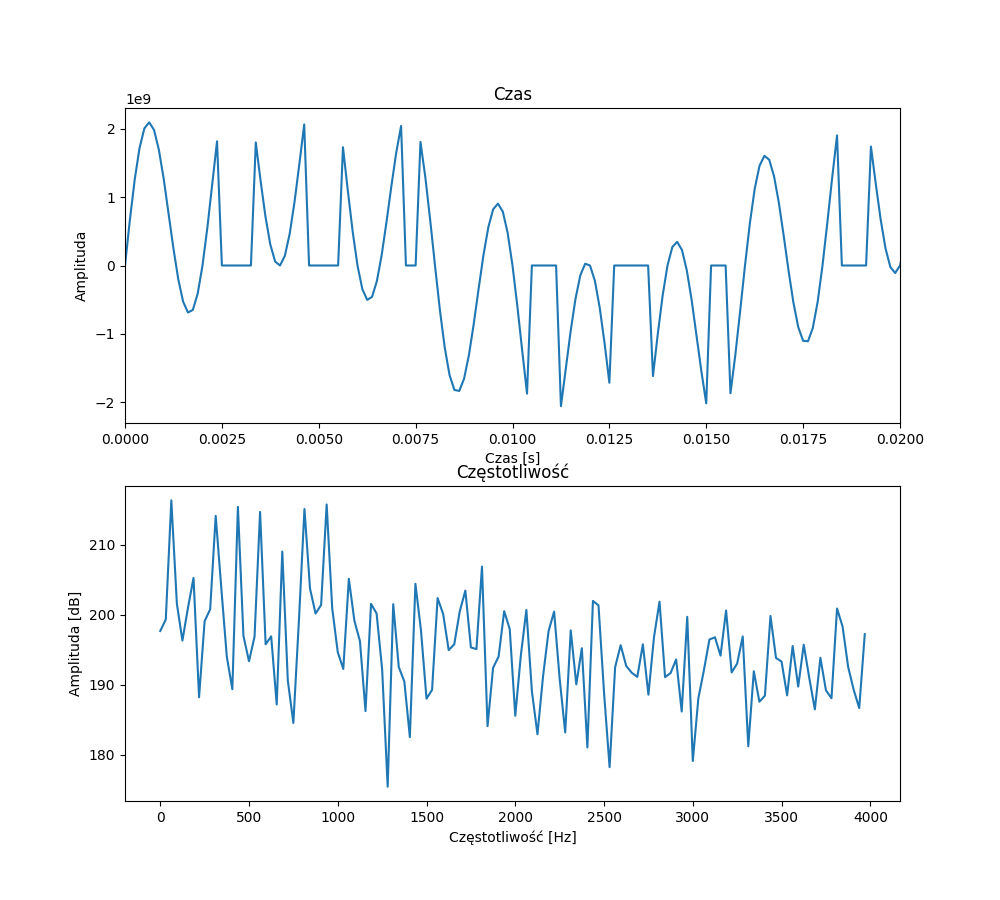 Czas
1e9
Amplituda
2
1
0
−1
−2
0.0000 0.0025 0.0050 0.0075 0.0100 0.0125 0.0150 0.0175 0.0200
Czas [s]
Częstotliwość
Amplituda [dB]
210
200
190
180
0 500 1000 1500 2000 2500 3000 3500 4000
Częstotliwość [Hz]